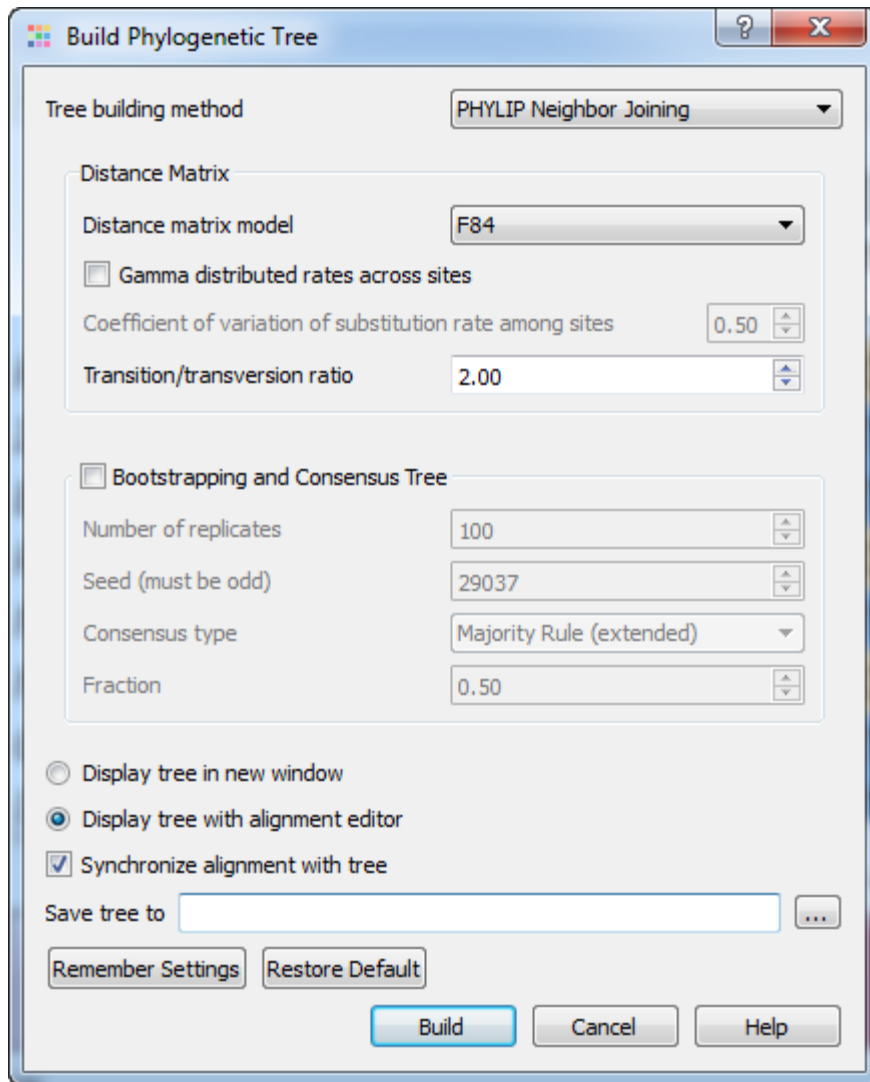 Build Phylogenetic Tree
Tree building method PHYLIP Neighbor Joining
Distance Matrix
Distance matrix model F84
Gamma distributed rates across sites
Coefficient of variation of substitution rate among sites 0.50
Transition/transversion ratio 2.00
Bootstrapping and Consensus Tree
Number of replicates 100
Seed (must be odd) 29037
Consensus type Majority Rule (extended)
Fraction 0.50
Display tree in new window
Display tree with alignment editor
Synchronize alignment with tree
Save tree to ...
Remember Settings Restore Default
Build Cancel Help